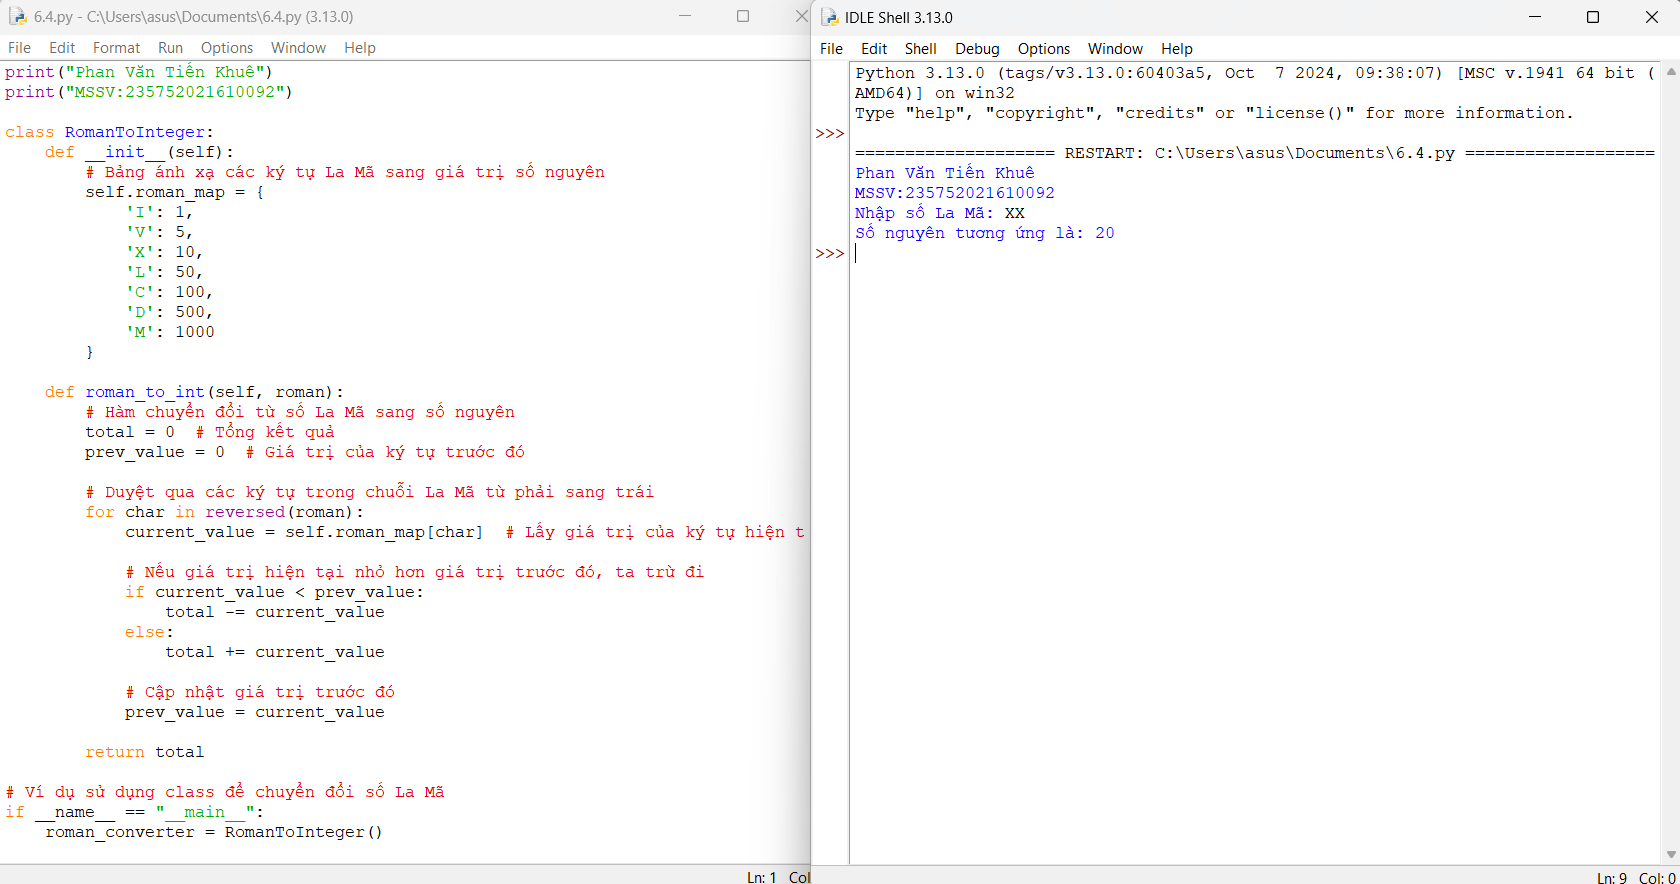 6.4.py - C:\Users\asus\Documents\6.4.py (3.13.0)
File Edit Format Run Options Window Help
print("Phan Văn Tiến Khuê")
print("MSSV:235752021610092")
class RomanToInteger:
    def __init__(self):
        # Bảng ánh xạ các ký tự La Mã sang giá trị số nguyên
        self.roman_map = {
            'I': 1,
            'V': 5,
            'X': 10,
            'L': 50,
            'C': 100,
            'D': 500,
            'M': 1000
        }
    def roman_to_int(self, roman):
        # Hàm chuyển đổi từ số La Mã sang số nguyên
        total = 0  # Tổng kết quả
        prev_value = 0  # Giá trị của ký tự trước đó
        # Duyệt qua các ký tự trong chuỗi La Mã từ phải sang trái
        for char in reversed(roman):
            current_value = self.roman_map[char]  # Lấy giá trị của ký tự hiện t
            # Nếu giá trị hiện tại nhỏ hơn giá trị trước đó, ta trừ đi
            if current_value < prev_value:
                total -= current_value
            else:
                total += current_value
            # Cập nhật giá trị trước đó
            prev_value = current_value
        return total
# Ví dụ sử dụng class để chuyển đổi số La Mã
if __name__ == "__main__":
    roman_converter = RomanToInteger()
Ln: 1 Col
IDLE Shell 3.13.0
File Edit Shell Debug Options Window Help
Python 3.13.0 (tags/v3.13.0:60403a5, Oct  7 2024, 09:38:07) [MSC v.1941 64 bit (
AMD64)] on win32
Type "help", "copyright", "credits" or "license()" for more information.
>>>
==================== RESTART: C:\Users\asus\Documents\6.4.py ===================
Phan Văn Tiến Khuê
MSSV:235752021610092
Nhập số La Mã: XX
Số nguyên tương ứng là: 20
>>>
Ln: 9 Col: 0